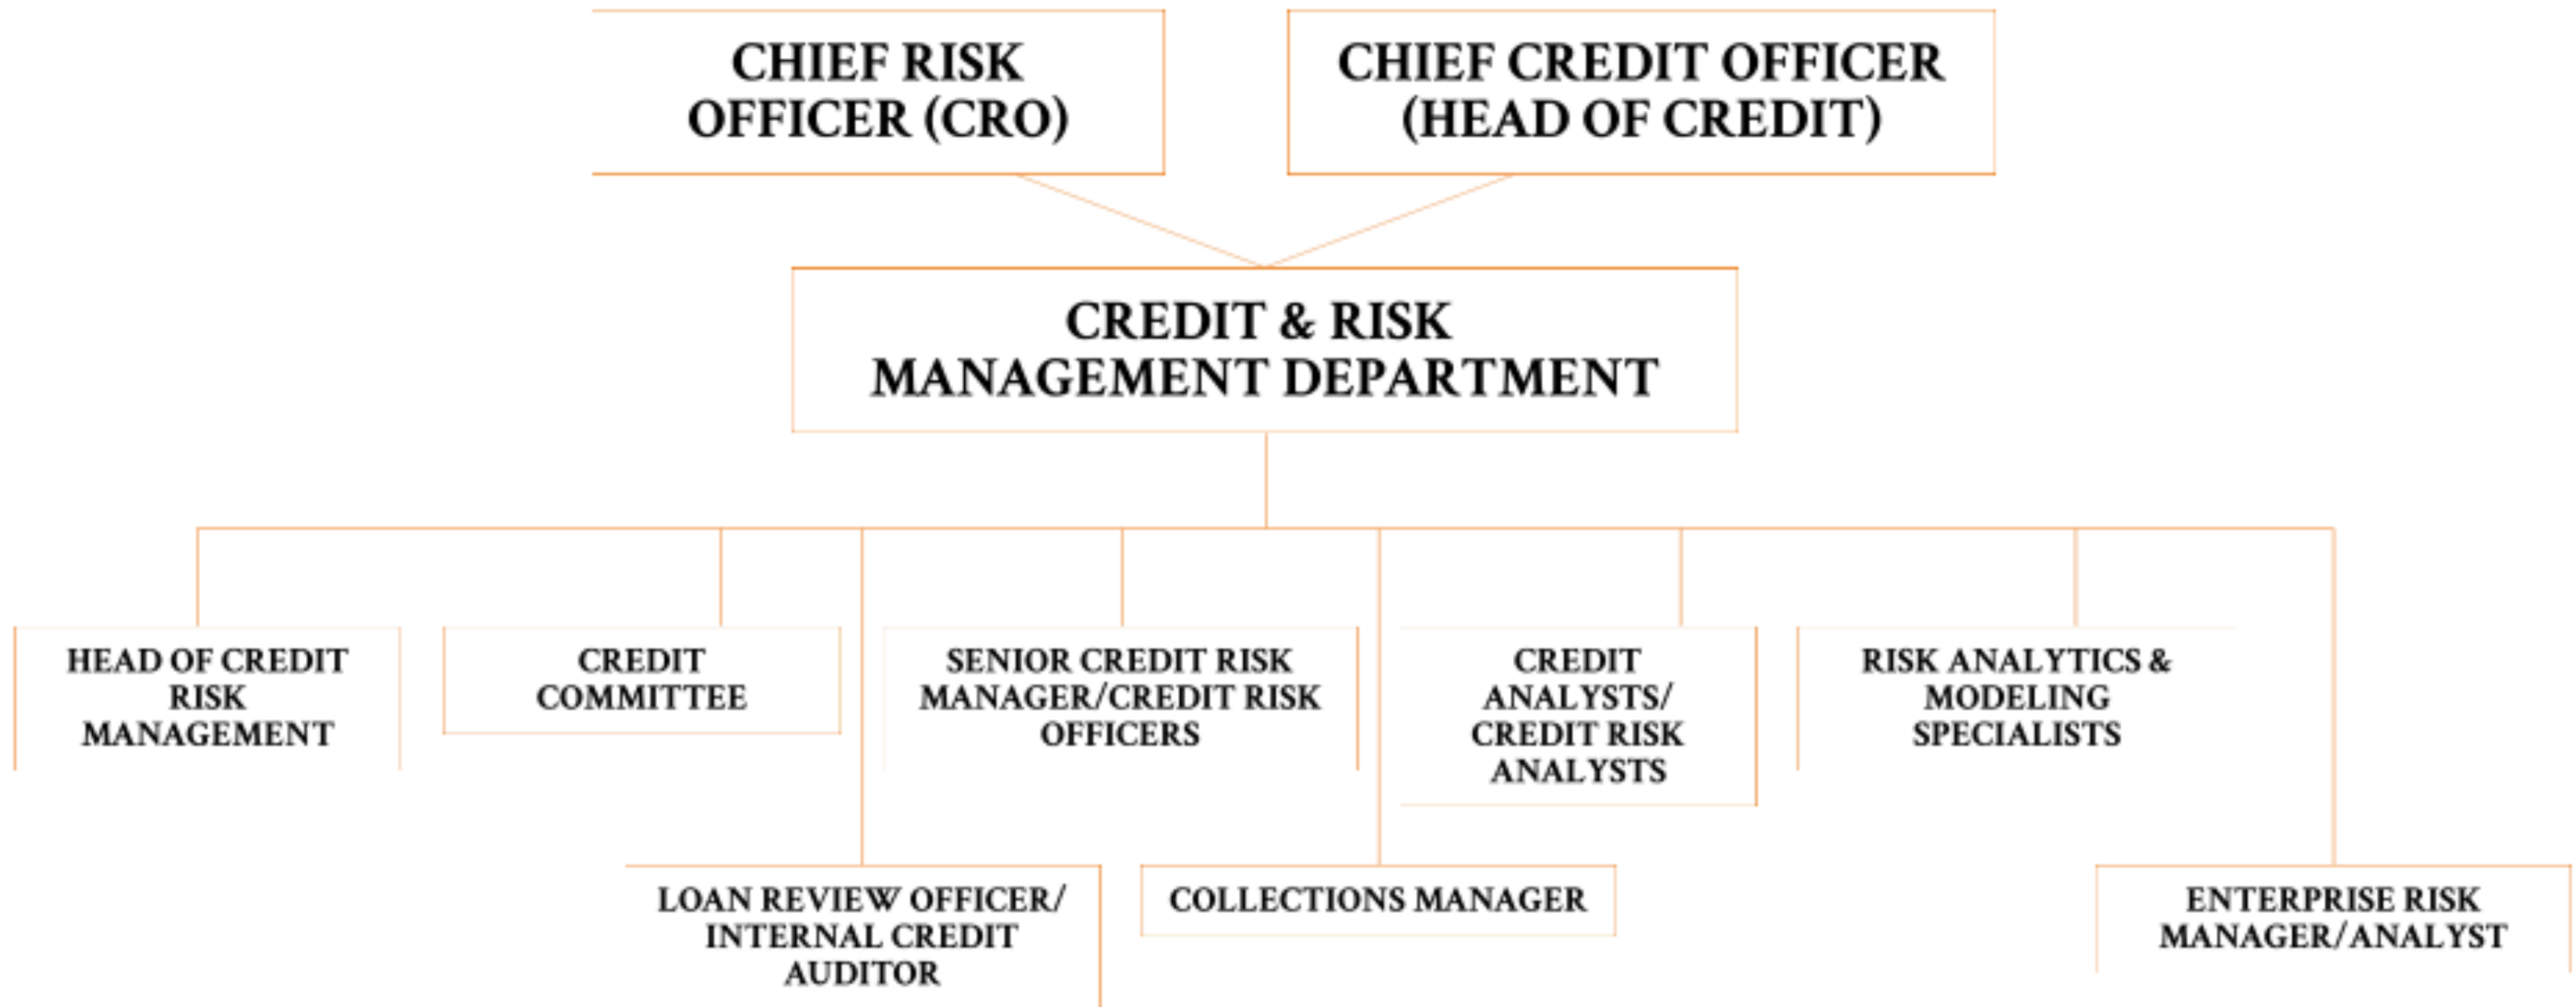 CHIEF RISK
OFFICER (CRO)
CHIEF CREDIT OFFICER
(HEAD OF CREDIT)
CREDIT & RISK
MANAGEMENT DEPARTMENT
HEAD OF CREDIT
RISK
MANAGEMENT
CREDIT
COMMITTEE
SENIOR CREDIT RISK
MANAGER/CREDIT RISK
OFFICERS
CREDIT
ANALYSTS/
CREDIT RISK
ANALYSTS
RISK ANALYTICS &
MODELING
SPECIALISTS
LOAN REVIEW OFFICER/
INTERNAL CREDIT
AUDITOR
COLLECTIONS MANAGER
ENTERPRISE RISK
MANAGER/ANALYST